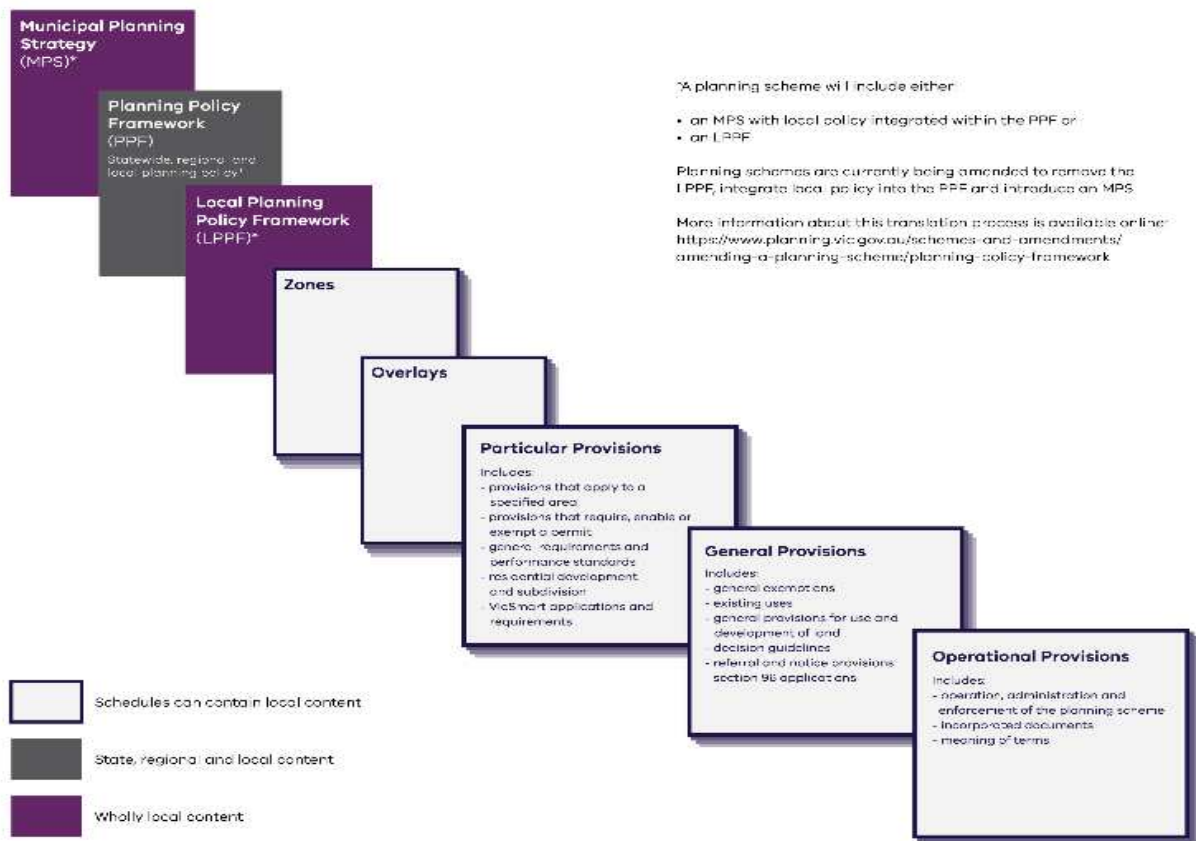 Municipal Planning
Strategy
(MPS)*
Planning Policy
Framework
(PPF)
Statewide, regional and
local planning policy*
Local Planning
Policy Framework
(LPPF)*
Zones
Overlays
Particular Provisions
Includes:
- provisions that apply to a
specified area
- provisions that require, enable or
exempt a permit
- general requirements and
performance standards
- residential development
and subdivision
- VicSmart applications and
requirements
General Provisions
Includes:
- general exemptions
- existing uses
- general provisions for use and
development of land
- decision guidelines
- referral and notice provisions
section 96 applications
Operational Provisions
Includes:
- operation, administration and
enforcement of the planning scheme
- incorporated documents
- meaning of terms
*A planning scheme will include either
• an MPS with local policy integrated within the PPF or
• an LPPF
Planning schemes are currently being amended to remove the
LPPF, integrate local policy into the PPF and introduce an MPS
More information about this translation process is available online:
https://www.planning.vic.gov.au/schemes-and-amendments/
amending-a-planning-scheme/planning-policy-framework
Schedules can contain local content
State, regional and local content
Wholly local content